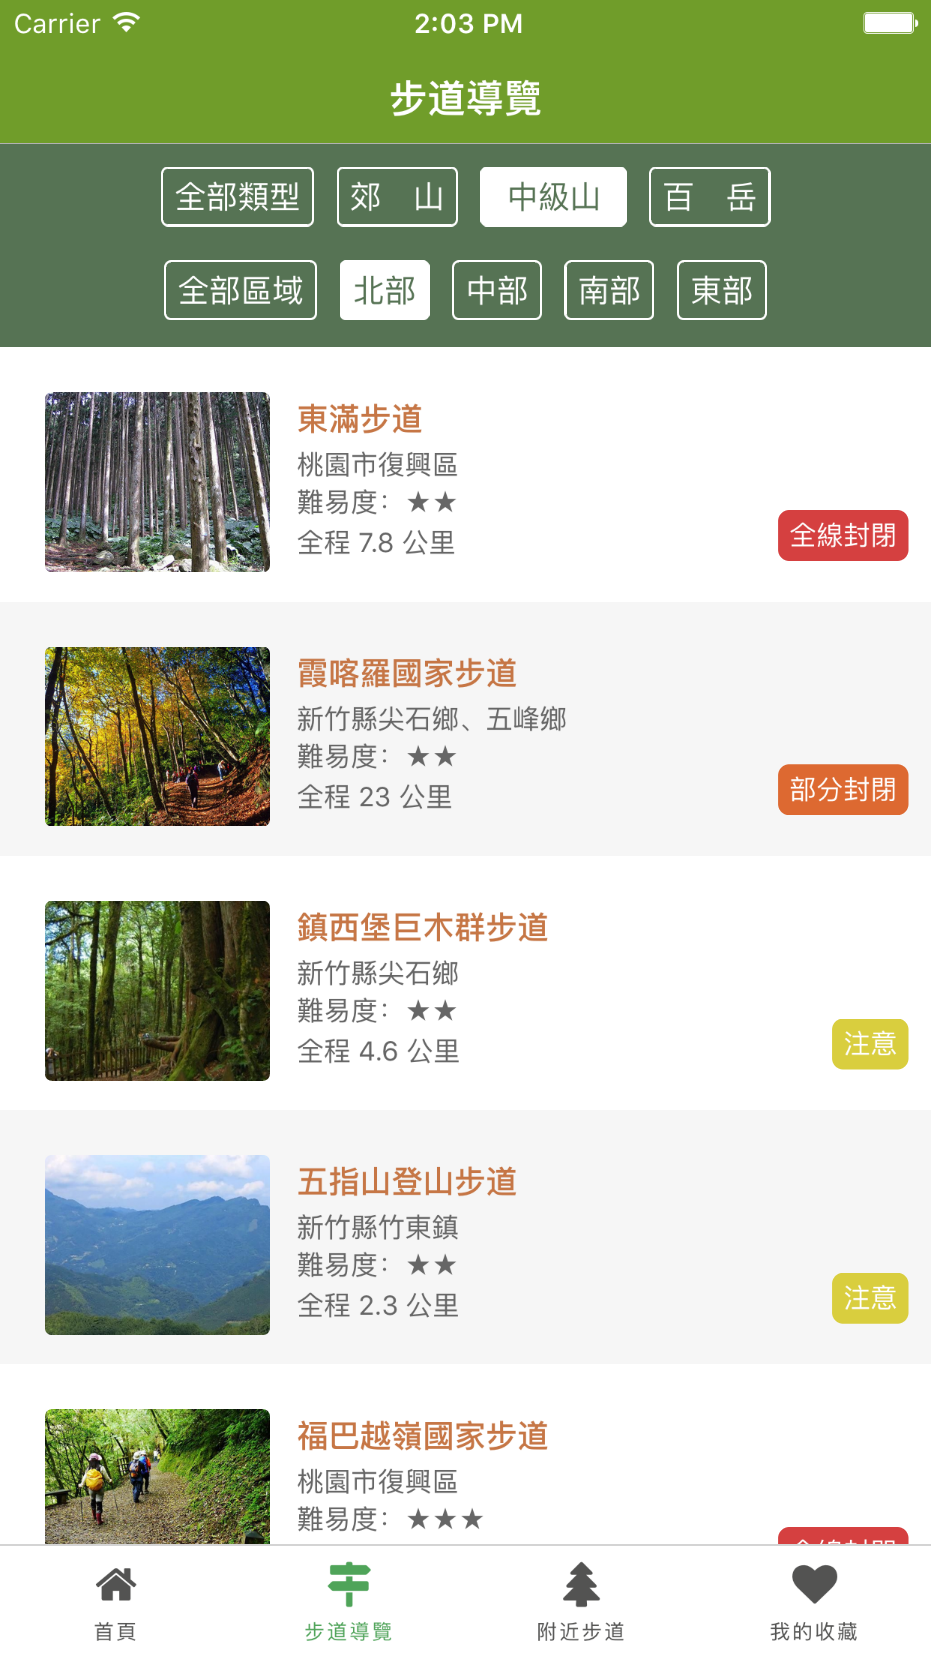 Carrier 2:03 PM
步道導覽
全部類型 郊 山 中級山 百 岳
全部區域 北部 中部 南部 東部
東滿步道
桃園市復興區
難易度：★★
全程 7.8 公里
全線封閉
霞喀羅國家步道
新竹縣尖石鄉、五峰鄉
難易度：★★
全程 23 公里
部分封閉
鎮西堡巨木群步道
新竹縣尖石鄉
難易度：★★
全程 4.6 公里
注意
五指山登山步道
新竹縣竹東鎮
難易度：★★
全程 2.3 公里
注意
福巴越嶺國家步道
桃園市復興區
難易度：★★★
首頁 步道導覽 附近步道 我的收藏